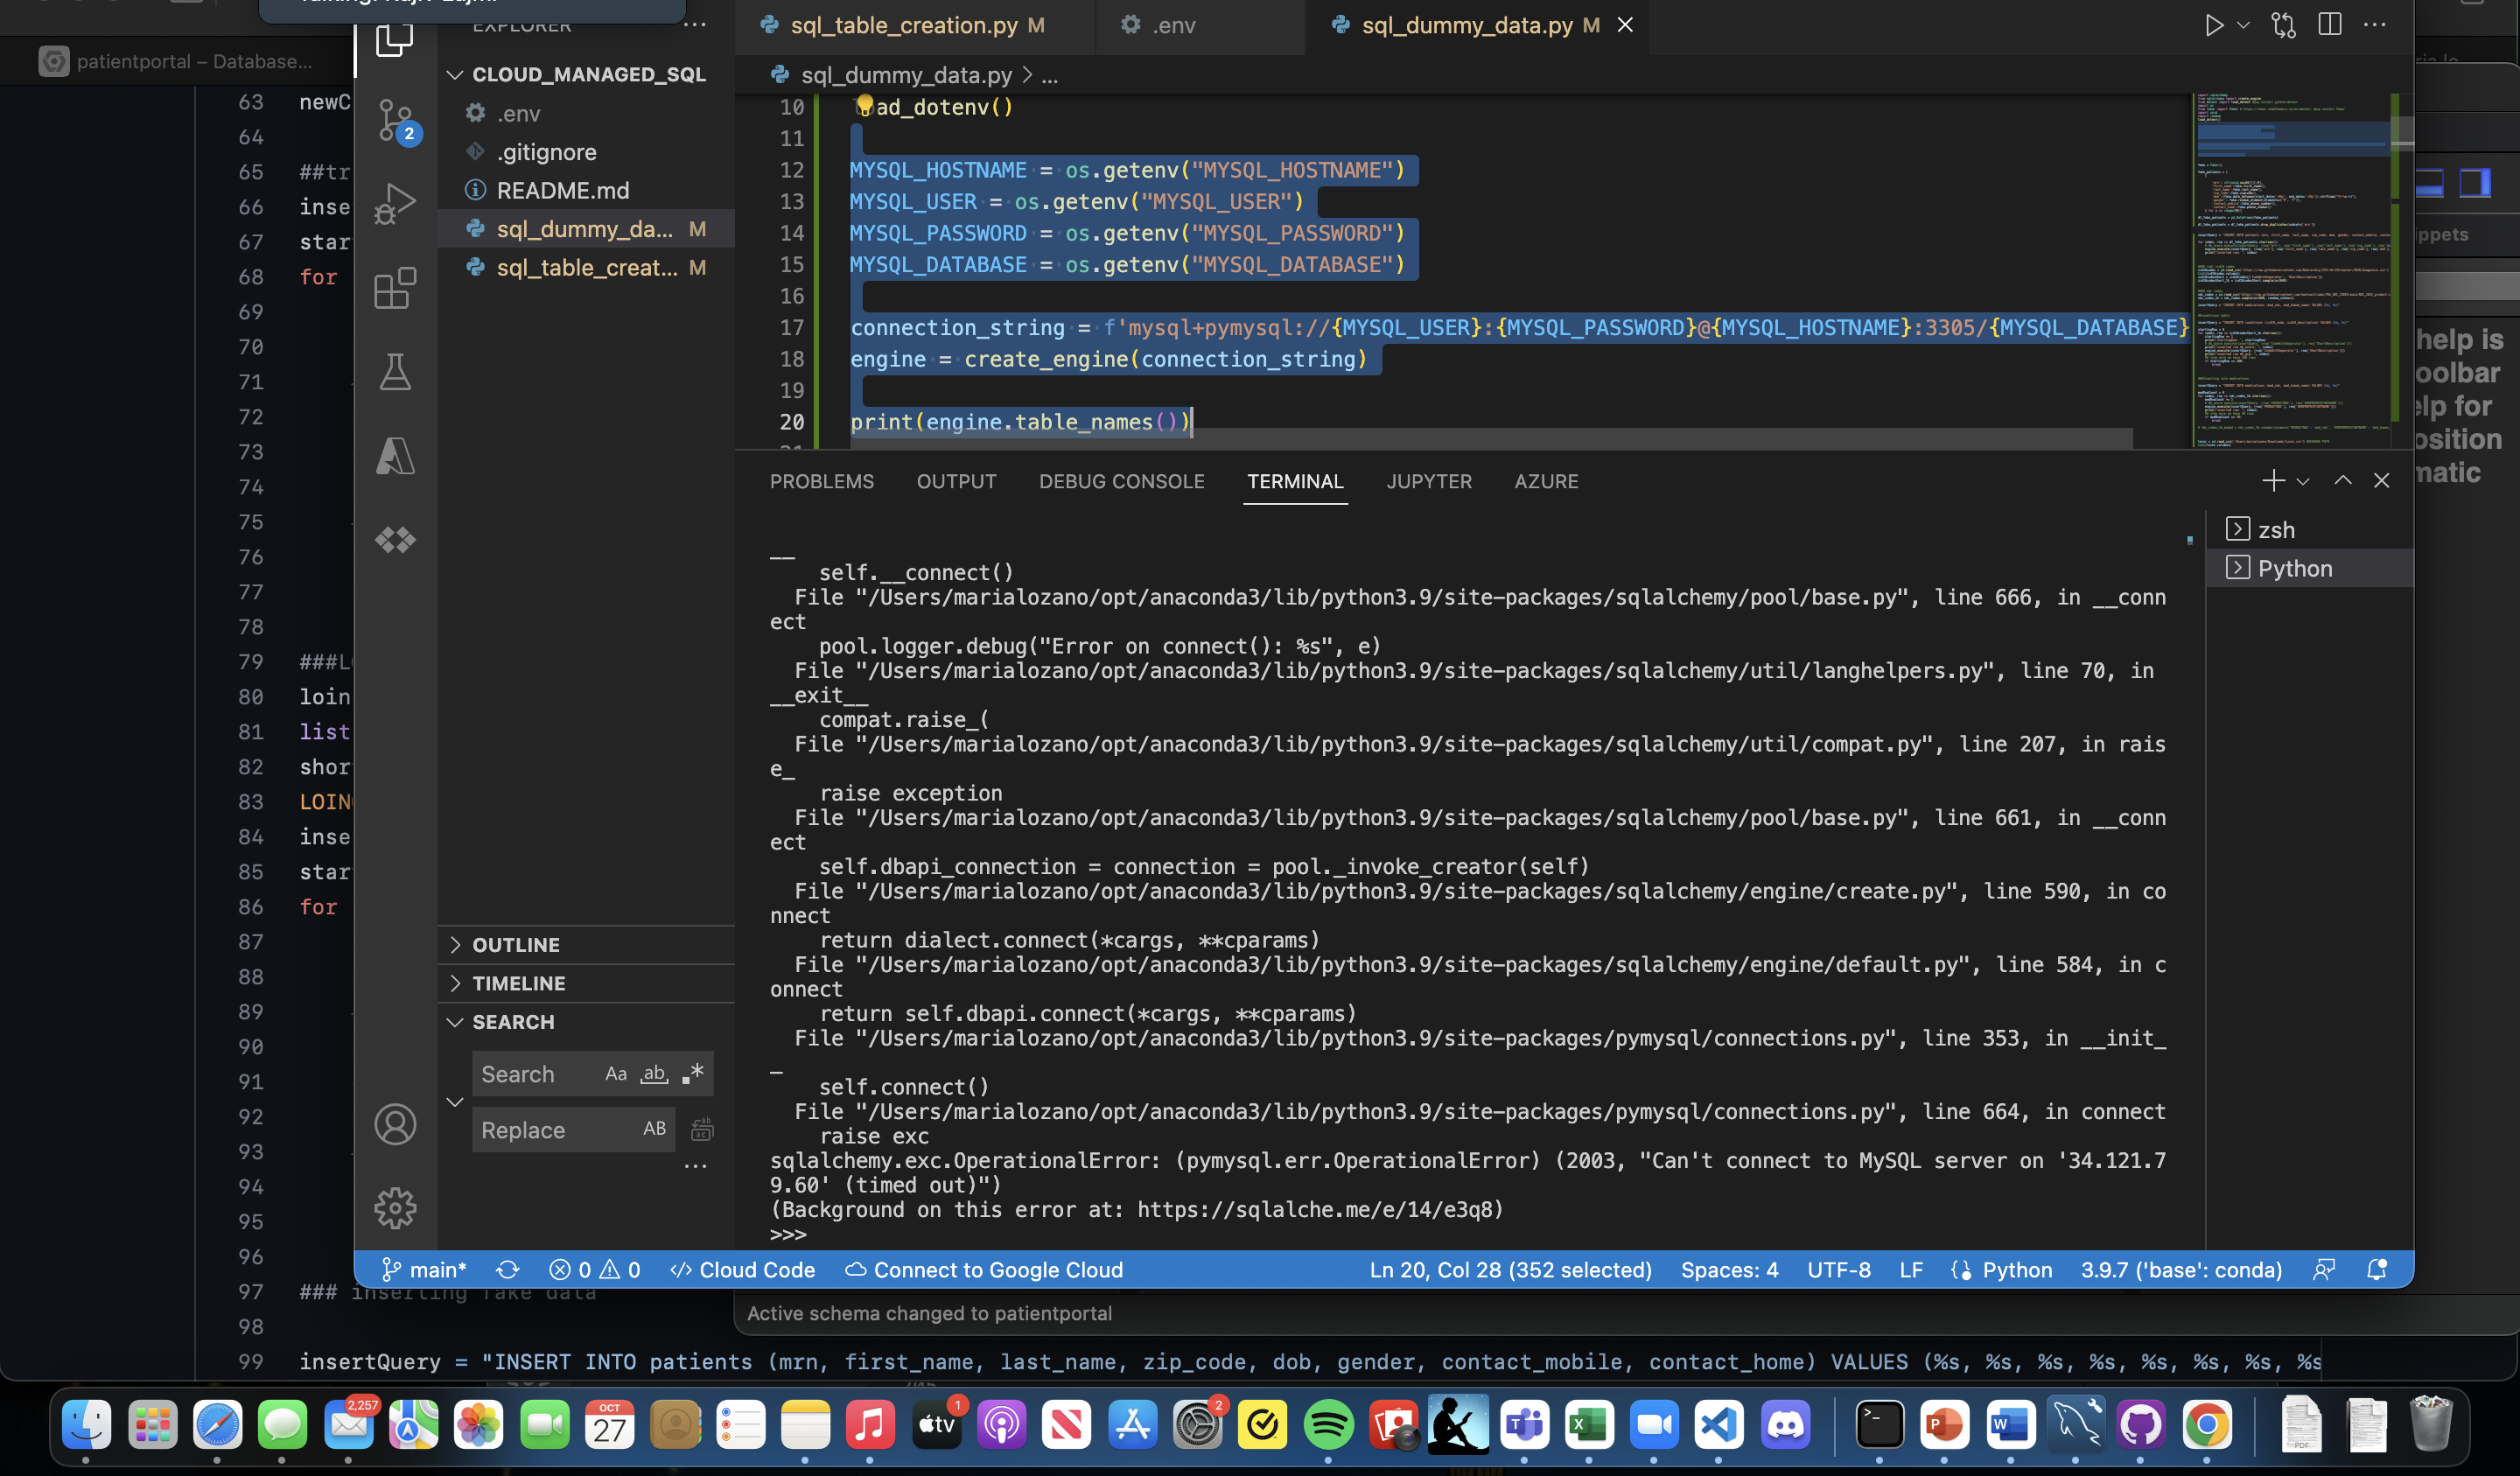 patientportal – Database...
63 newC
64
65 ##tr
66 inse
67 star
68 for
69
70
71
72
73
74
75
76
77
78
79 ###L
80 loin
81 list
82 shor
83 LOIN
84 inse
85 star
86 for
87
88
89
90
91
92
93
94
95
96
97 ### inserting fake data
98
99 insertQuery = "INSERT INTO patients (mrn, first_name, last_name, zip_code, dob, gender, contact_mobile, contact_home) VALUES (%s, %s, %s, %s, %s, %s, %s, %s
EXPLORER
CLOUD_MANAGED_SQL
.env
.gitignore
README.md
sql_dummy_da... M
sql_table_creat... M
2
OUTLINE
TIMELINE
SEARCH
Search Aa ab .*
Replace AB
sql_table_creation.py M
.env
sql_dummy_data.py M
sql_dummy_data.py > ...
10 ad_dotenv()
11
12 MYSQL_HOSTNAME = os.getenv("MYSQL_HOSTNAME")
13 MYSQL_USER = os.getenv("MYSQL_USER")
14 MYSQL_PASSWORD = os.getenv("MYSQL_PASSWORD")
15 MYSQL_DATABASE = os.getenv("MYSQL_DATABASE")
16
17 connection_string = f'mysql+pymysql://{MYSQL_USER}:{MYSQL_PASSWORD}@{MYSQL_HOSTNAME}:3305/{MYSQL_DATABASE}
18 engine = create_engine(connection_string)
19
20 print(engine.table_names())
PROBLEMS OUTPUT DEBUG CONSOLE TERMINAL JUPYTER AZURE
zsh
Python
__
self.__connect()
File "/Users/marialozano/opt/anaconda3/lib/python3.9/site-packages/sqlalchemy/pool/base.py", line 666, in __conn
ect
pool.logger.debug("Error on connect(): %s", e)
File "/Users/marialozano/opt/anaconda3/lib/python3.9/site-packages/sqlalchemy/util/langhelpers.py", line 70, in
__exit__
compat.raise_(
File "/Users/marialozano/opt/anaconda3/lib/python3.9/site-packages/sqlalchemy/util/compat.py", line 207, in rais
e_
raise exception
File "/Users/marialozano/opt/anaconda3/lib/python3.9/site-packages/sqlalchemy/pool/base.py", line 661, in __conn
ect
self.dbapi_connection = connection = pool._invoke_creator(self)
File "/Users/marialozano/opt/anaconda3/lib/python3.9/site-packages/sqlalchemy/engine/create.py", line 590, in co
nnect
return dialect.connect(*cargs, **cparams)
File "/Users/marialozano/opt/anaconda3/lib/python3.9/site-packages/sqlalchemy/engine/default.py", line 584, in c
onnect
return self.dbapi.connect(*cargs, **cparams)
File "/Users/marialozano/opt/anaconda3/lib/python3.9/site-packages/pymysql/connections.py", line 353, in __init_
_
self.connect()
File "/Users/marialozano/opt/anaconda3/lib/python3.9/site-packages/pymysql/connections.py", line 664, in connect
raise exc
sqlalchemy.exc.OperationalError: (pymysql.err.OperationalError) (2003, "Can't connect to MySQL server on '34.121.7
9.60' (timed out)")
(Background on this error at: https://sqlalche.me/e/14/e3q8)
>>>
ppets
help is
oolbar
elp for
osition
matic
main* 0 0 Cloud Code Connect to Google Cloud Ln 20, Col 28 (352 selected) Spaces: 4 UTF-8 LF Python 3.9.7 ('base': conda)
Active schema changed to patientportal
2,257
OCT
27
tv
1
2
PDF